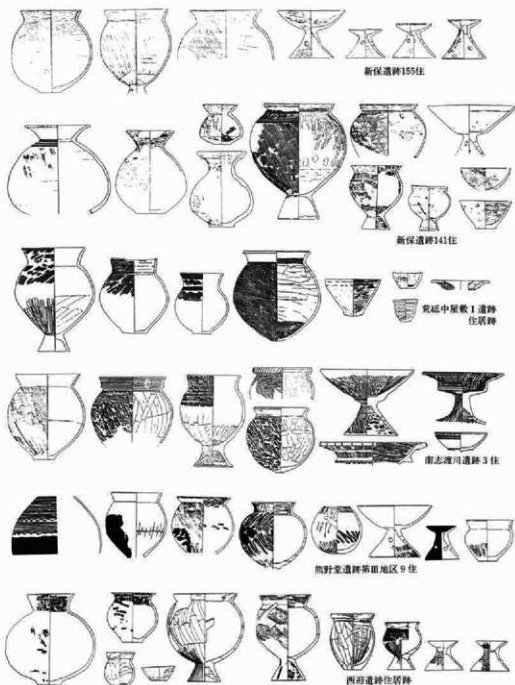 新保遺跡155住
新保遺跡141住
荒砥中屋敷Ⅰ遺跡
住居跡
南志渡川遺跡3住
熊野堂遺跡第Ⅲ地区9住
西迎遺跡住居跡